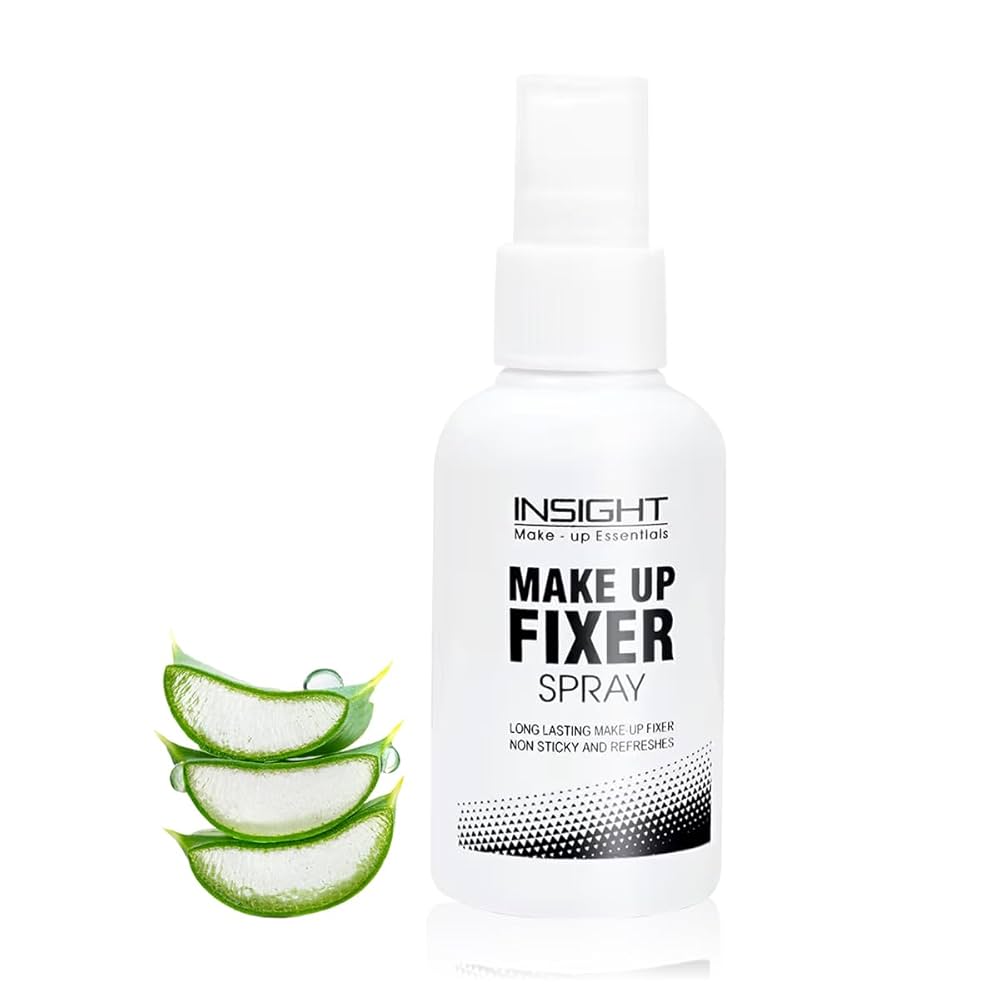 INSIGHT
Make - up Essentials
MAKE UP
FIXER
SPRAY
LONG LASTING MAKE-UP FIXER
NON STICKY AND REFRESHES